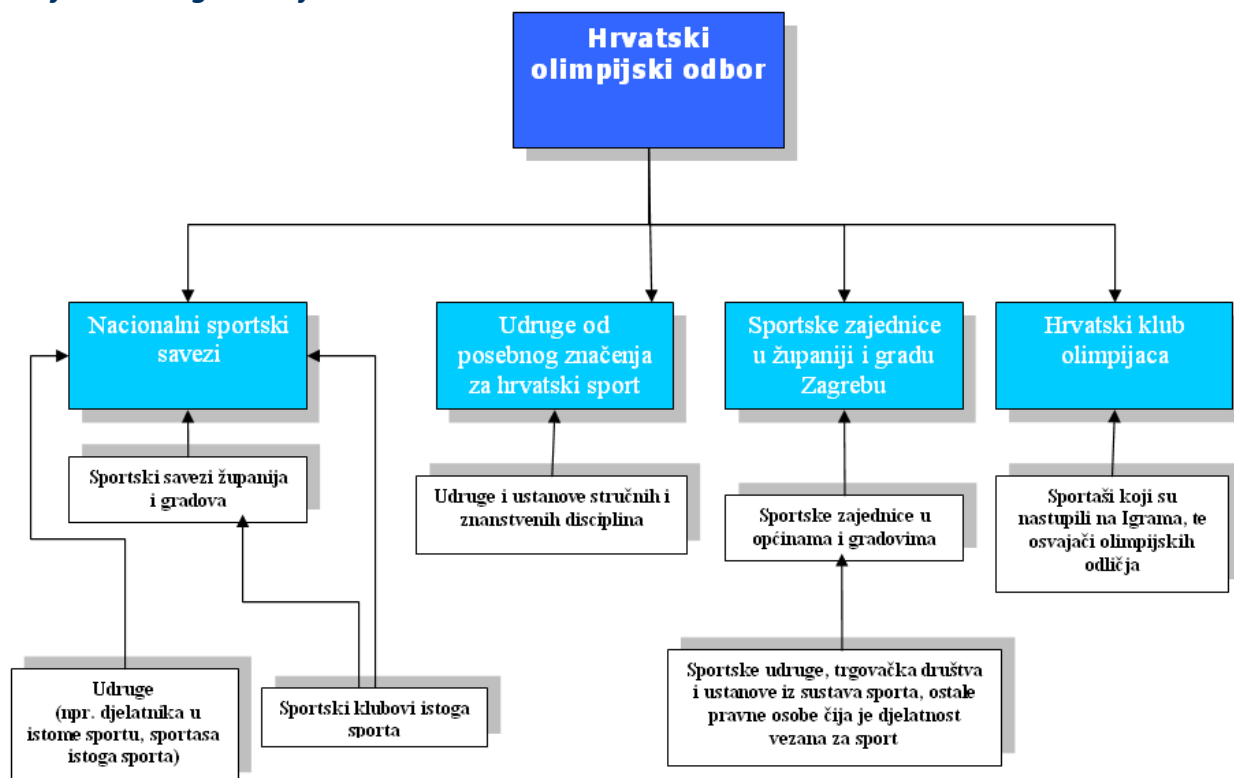 Hrvatski
olimpijski odbor
Nacionalni sportski
savezi
Udruge od
posebnog značenja
za hrvatski sport
Sportske zajednice
u županiji i gradu
Zagrebu
Hrvatski klub
olimpijaca
Sportski savezi županija
i gradova
Udruge i ustanove stručnih i
znanstvenih disciplina
Sportske zajednice u
općinama i gradovima
Sportaši koji su
nastupili na Igrama, te
osvajači olimpijskih
odličja
Udruge
(npr. djelatnika u
istome sportu, sportasa
istoga sporta)
Sportski klubovi istoga
sporta
Sportske udruge, trgovačka društva
i ustanove iz sustava sporta, ostale
pravne osobe čija je djelatnost
vezana za sport